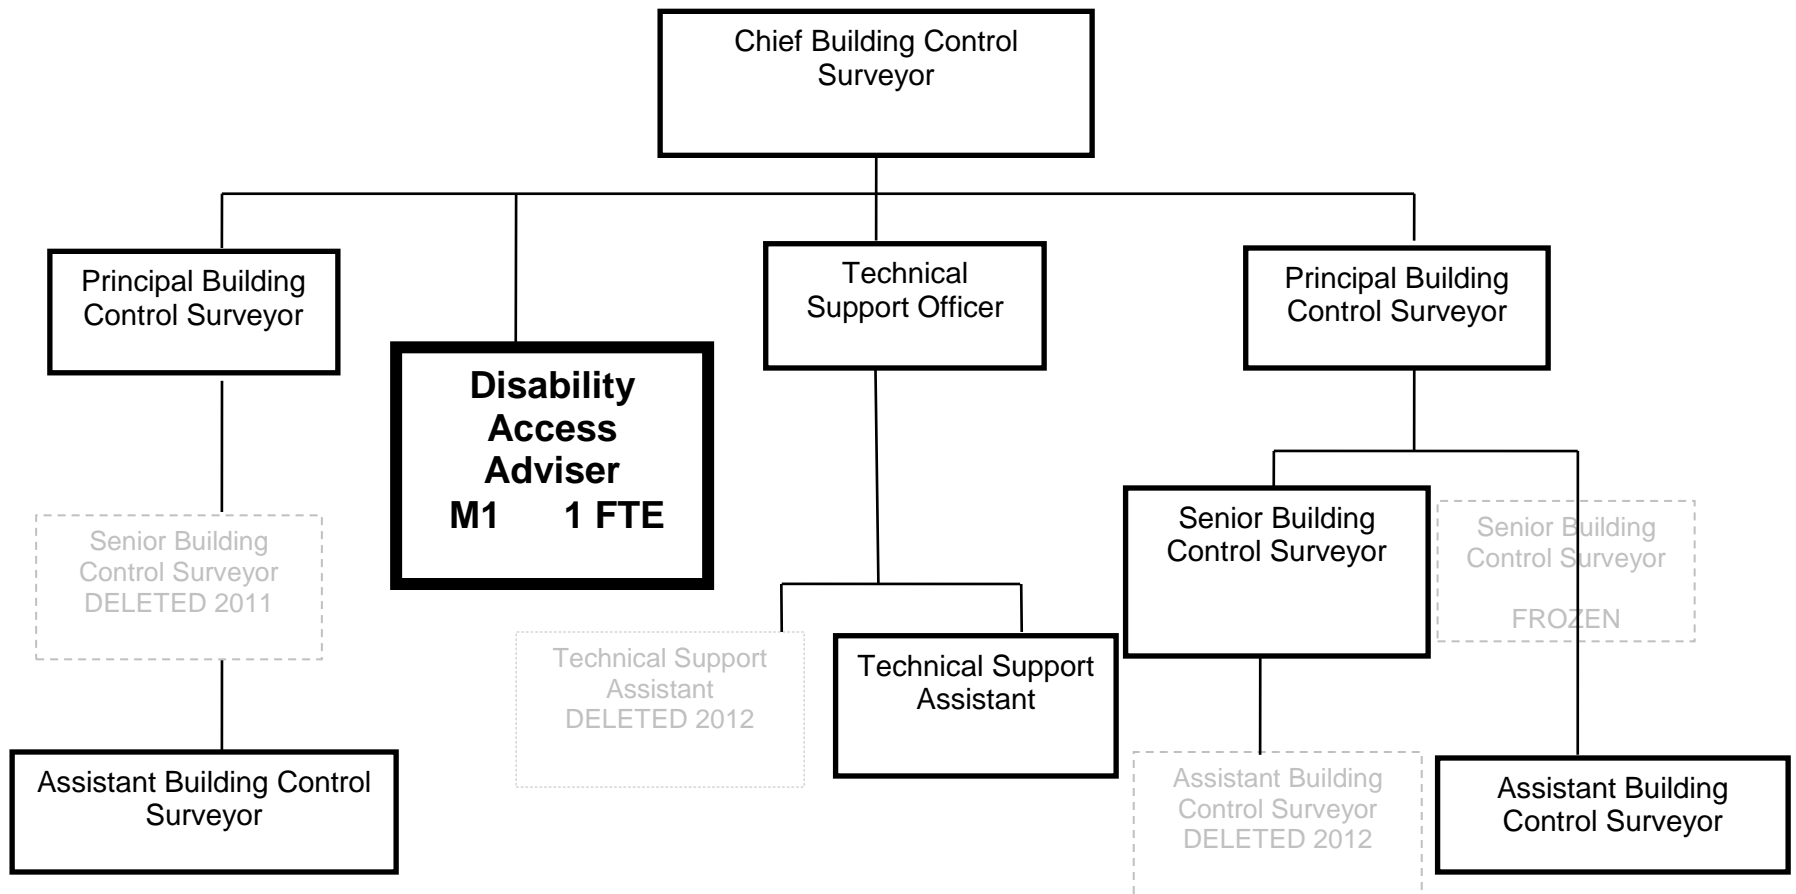 Chief Building Control
Surveyor
Principal Building
Control Surveyor
Disability
Access
Adviser
M1 1 FTE
Technical
Support Officer
Principal Building
Control Surveyor
Senior Building
Control Surveyor
DELETED 2011
Technical Support
Assistant
DELETED 2012
Technical Support
Assistant
Senior Building
Control Surveyor
Senior Building
Control Surveyor
FROZEN
Assistant Building Control
Surveyor
Assistant Building
Control Surveyor
DELETED 2012
Assistant Building
Control Surveyor